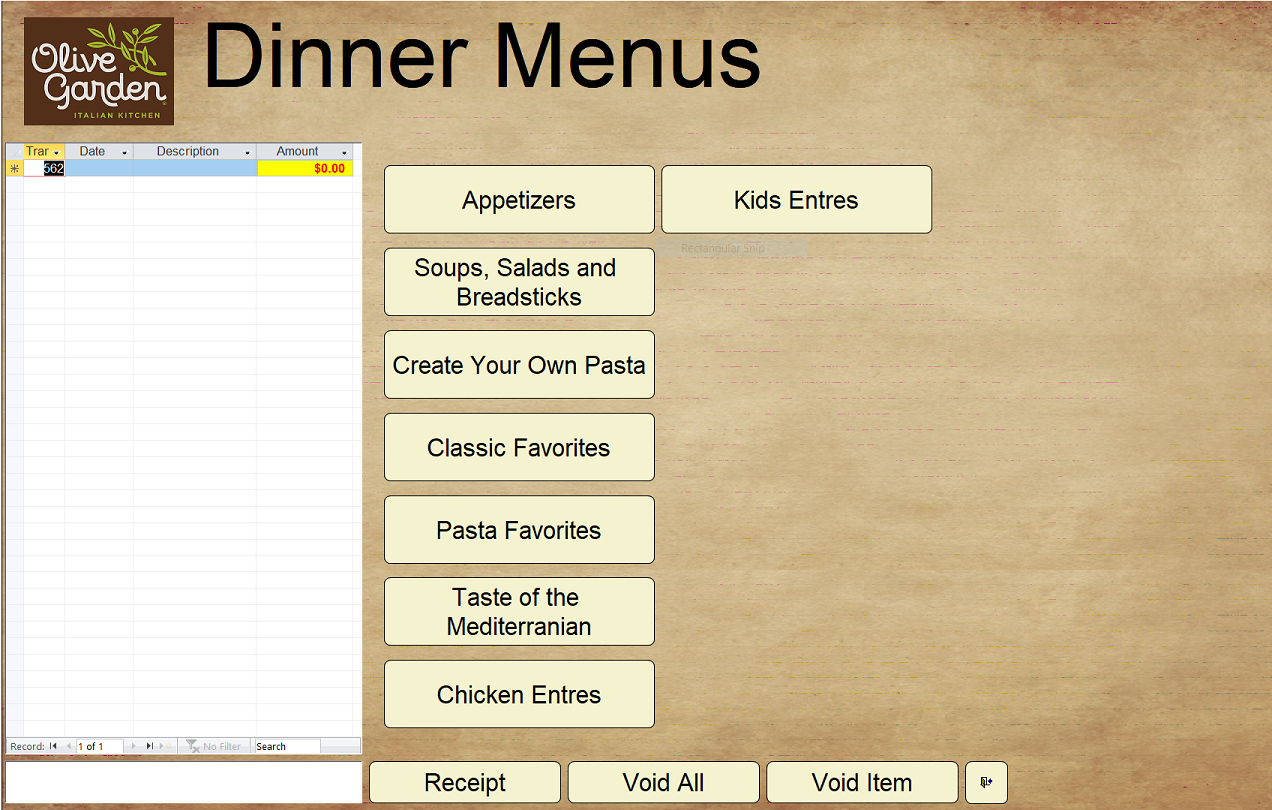 Olive
Garden
ITALIAN KITCHEN
Dinner Menus
Trar Date Description Amount
562 $0.00
Appetizers
Kids Entres
Rectangular Snip
Soups, Salads and
Breadsticks
Create Your Own Pasta
Classic Favorites
Pasta Favorites
Taste of the
Mediterranian
Chicken Entres
Record: 1 of 1 No Filter Search
Receipt
Void All
Void Item